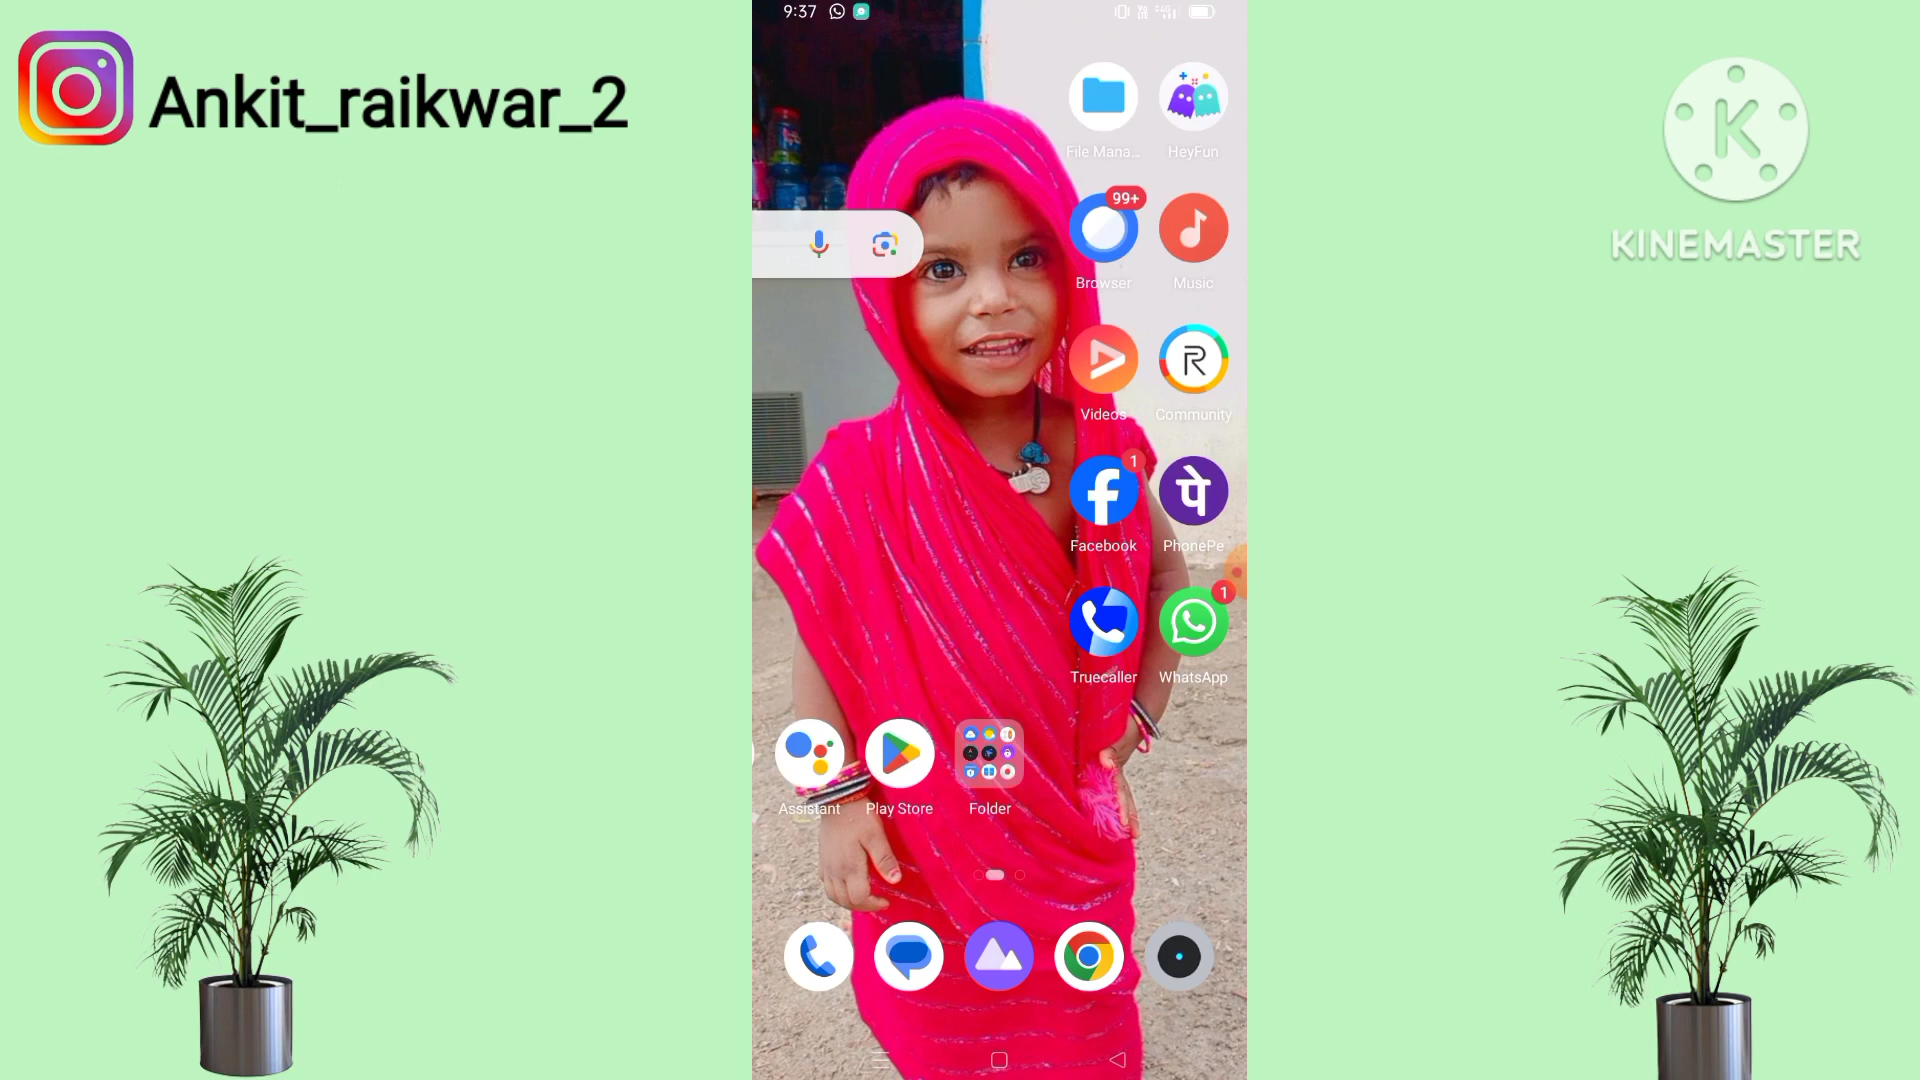 Ankit_raikwar_2
KINEMASTER
9:37
File Mana...
HeyFun
99+
Browser
Music
Videos
Community
1
Facebook
पे
PhonePe
1
Truecaller
WhatsApp
Assistant
Play Store
Folder